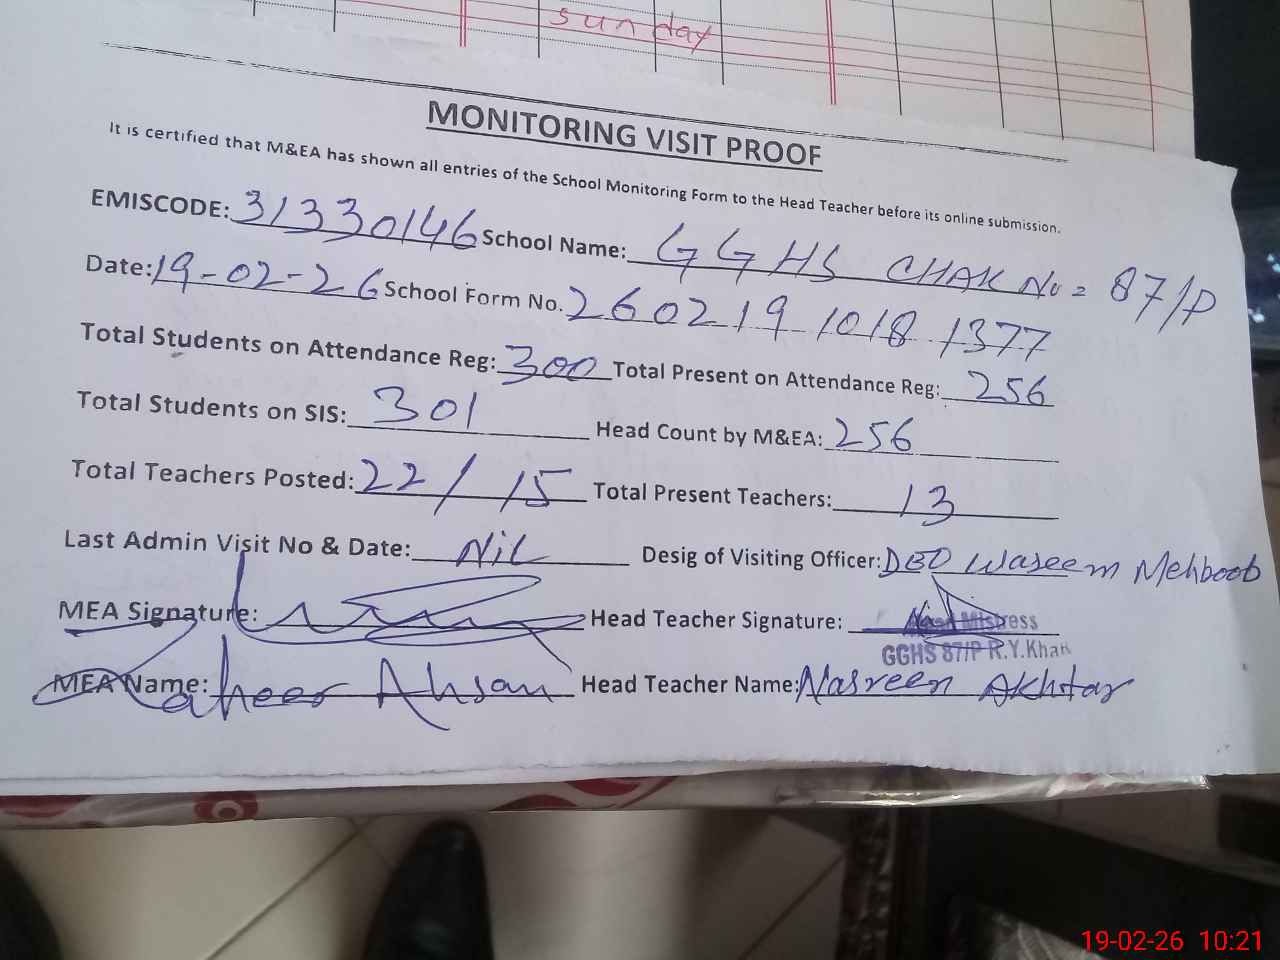 sunday
MONITORING VISIT PROOF
It is certified that M&EA has shown all entries of the School Monitoring Form to the Head Teacher before its online submission.
EMISCODE: 31330146 School Name: GGHS CHAK No = 87/P
Date: 19-02-26 School Form No. 260219 1018 1377
Total Students on Attendance Reg: 300 Total Present on Attendance Reg: 256
Total Students on SIS: 301 Head Count by M&EA: 256
Total Teachers Posted: 22 / 15 Total Present Teachers: 13
Last Admin Visit No & Date: Nil Desig of Visiting Officer: DEO Waseem Mehboob
MEA Signature: Head Teacher Signature:
Mistress
GGHS 87/P R.Y.Khan
MEA Name: Zaheer Ahsan Head Teacher Name: Nasreen Akhtar
19-02-26 10:21